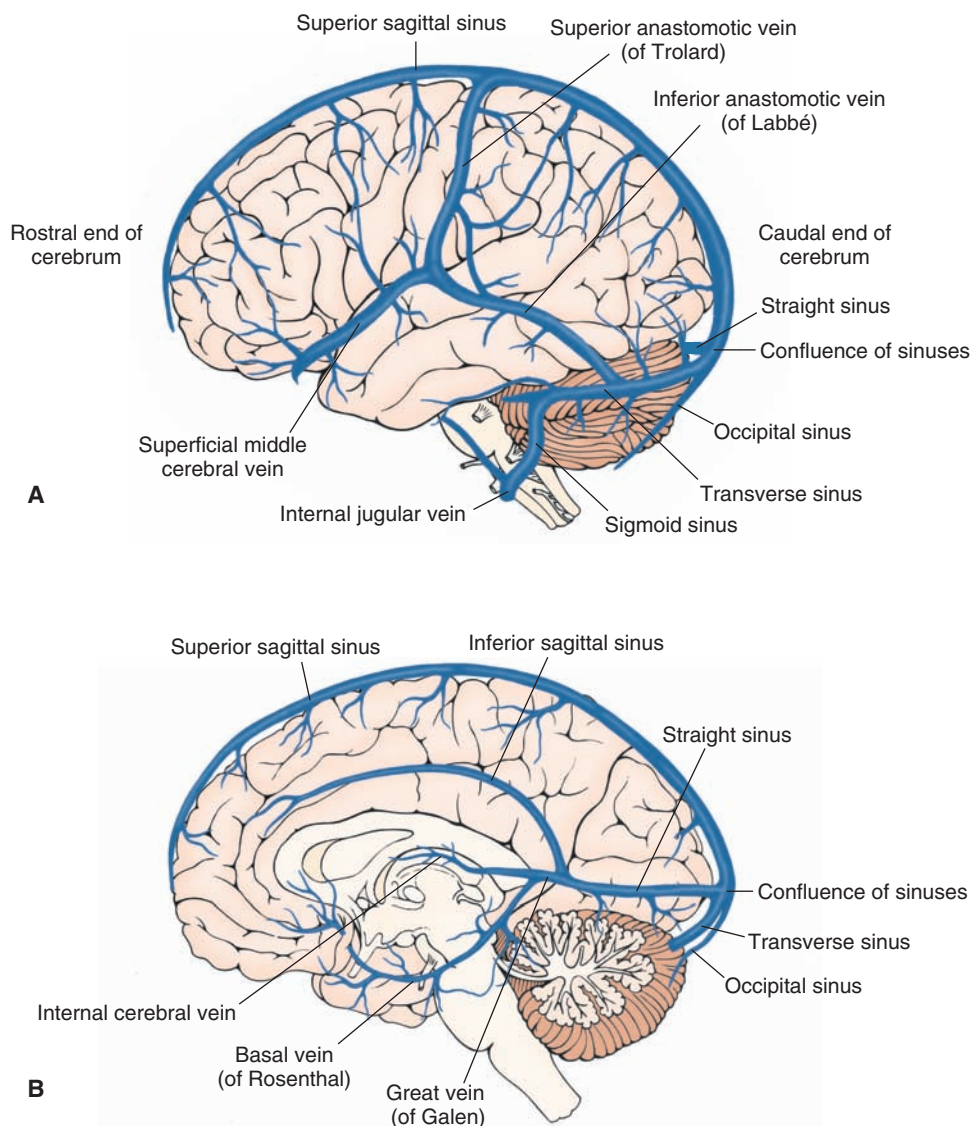 Superior sagittal sinus
Superior anastomotic vein
(of Trolard)
Inferior anastomotic vein
(of Labbé)
Rostral end of
cerebrum
Caudal end of
cerebrum
Straight sinus
Confluence of sinuses
Occipital sinus
Superficial middle
cerebral vein
Transverse sinus
A
Internal jugular vein
Sigmoid sinus
Superior sagittal sinus
Inferior sagittal sinus
Straight sinus
Confluence of sinuses
Transverse sinus
Occipital sinus
Internal cerebral vein
Basal vein
(of Rosenthal)
Great vein
(of Galen)
B